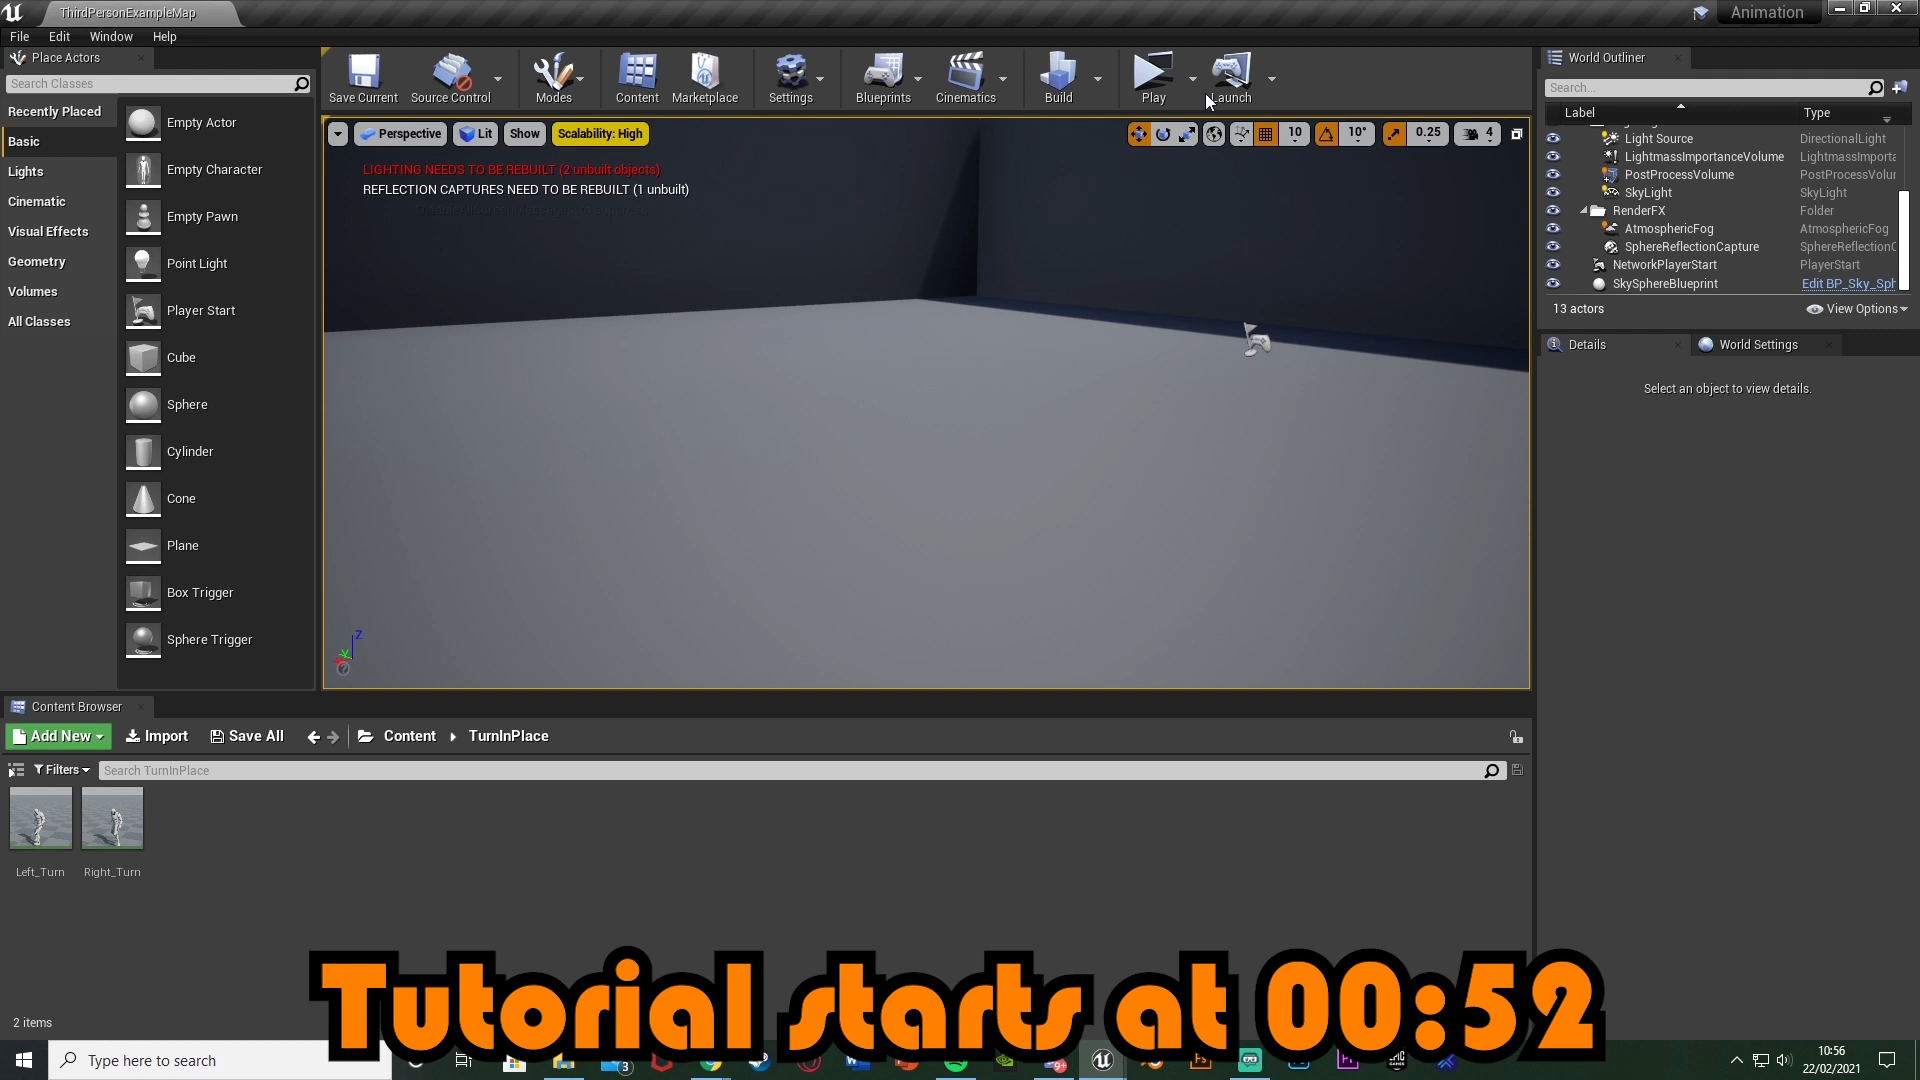 ThirdPersonExampleMap
Animation
File Edit Window Help
Place Actors
Search Classes
Recently Placed
Basic
Lights
Cinematic
Visual Effects
Geometry
Volumes
All Classes
Empty Actor
Empty Character
Empty Pawn
Point Light
Player Start
Cube
Sphere
Cylinder
Cone
Plane
Box Trigger
Sphere Trigger
Save Current Source Control Modes Content Marketplace Settings Blueprints Cinematics Build Play Launch
Perspective Lit Show Scalability: High
10 10° 0.25 4
LIGHTING NEEDS TO BE REBUILT (2 unbuilt objects)
REFLECTION CAPTURES NEED TO BE REBUILT (1 unbuilt)
Z
World Outliner
Search...
Label Type
Light Source DirectionalLight
LightmassImportanceVolume LightmassImporta
PostProcessVolume PostProcessVolur
SkyLight SkyLight
RenderFX Folder
AtmosphericFog AtmosphericFog
SphereReflectionCapture SphereReflectionC
NetworkPlayerStart PlayerStart
SkySphereBlueprint Edit BP_Sky_Sph
13 actors View Options
Details World Settings
Select an object to view details.
Content Browser
Add New Import Save All Content TurnInPlace
Filters Search TurnInPlace
Left_Turn Right_Turn
2 items
Tutorial starts at 00:52
Type here to search
10:56
22/02/2021